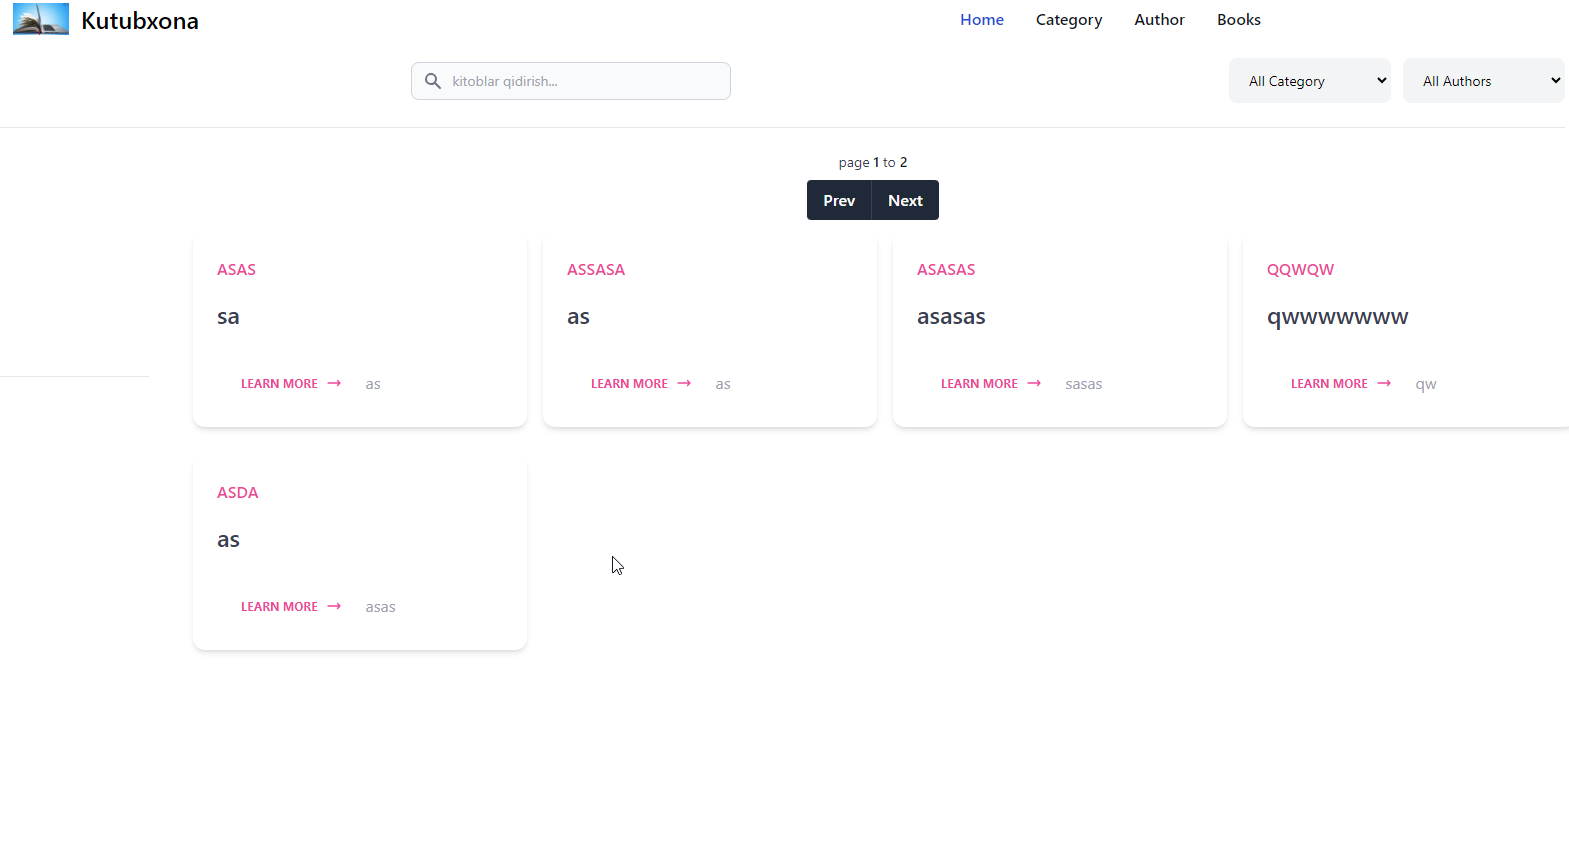 Kutubxona
Home Category Author Books
kitoblar qidirish...
All Category All Authors
page 1 to 2
Prev Next
ASAS
sa
LEARN MORE → as
ASSASA
as
LEARN MORE → as
ASASAS
asasas
LEARN MORE → sasas
QQWQW
qwwwwwww
LEARN MORE → qw
ASDA
as
LEARN MORE → asas